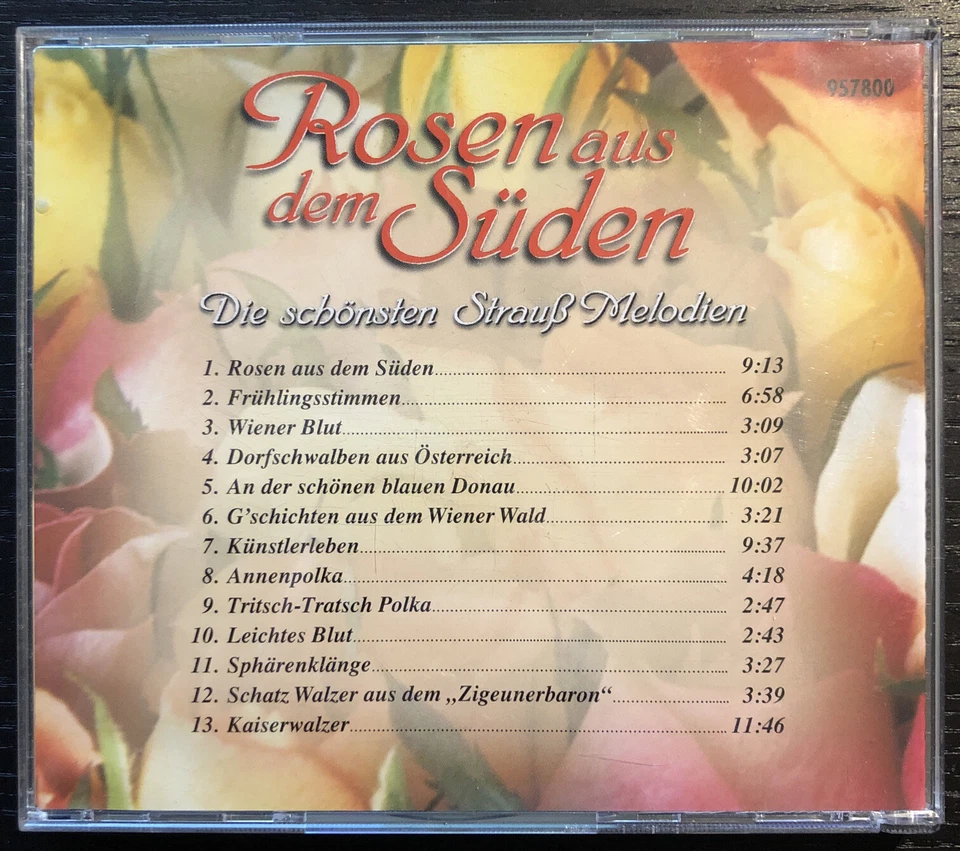 957800
Rosen aus
dem Süden
Die schönsten Strauß Melodien
1. Rosen aus dem Süden 9:13
2. Frühlingsstimmen 6:58
3. Wiener Blut 3:09
4. Dorfschwalben aus Österreich 3:07
5. An der schönen blauen Donau 10:02
6. G'schichten aus dem Wiener Wald 3:21
7. Künstlerleben 9:37
8. Annenpolka 4:18
9. Tritsch-Tratsch Polka 2:47
10. Leichtes Blut 2:43
11. Sphärenklänge 3:27
12. Schatz Walzer aus dem „Zigeunerbaron“ 3:39
13. Kaiserwalzer 11:46